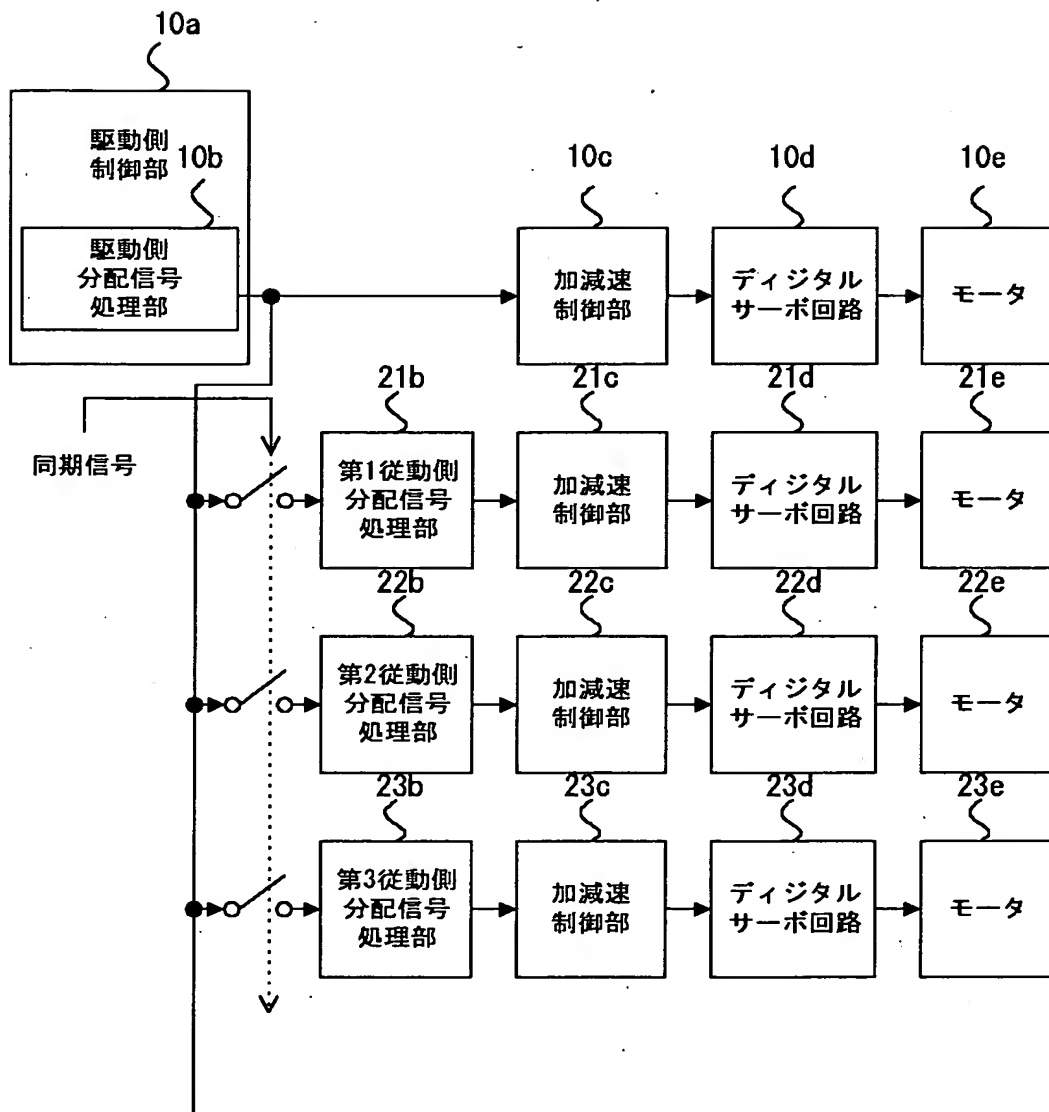 10a
駆動側
制御部
10b
10c
10d
10e
駆動側
分配信号
処理部
加減速
制御部
ディジタル
サーボ回路
モータ
同期信号
21b
21c
21d
21e
第1従動側
分配信号
処理部
加減速
制御部
ディジタル
サーボ回路
モータ
22b
22c
22d
22e
第2従動側
分配信号
処理部
加減速
制御部
ディジタル
サーボ回路
モータ
23b
23c
23d
23e
第3従動側
分配信号
処理部
加減速
制御部
ディジタル
サーボ回路
モータ